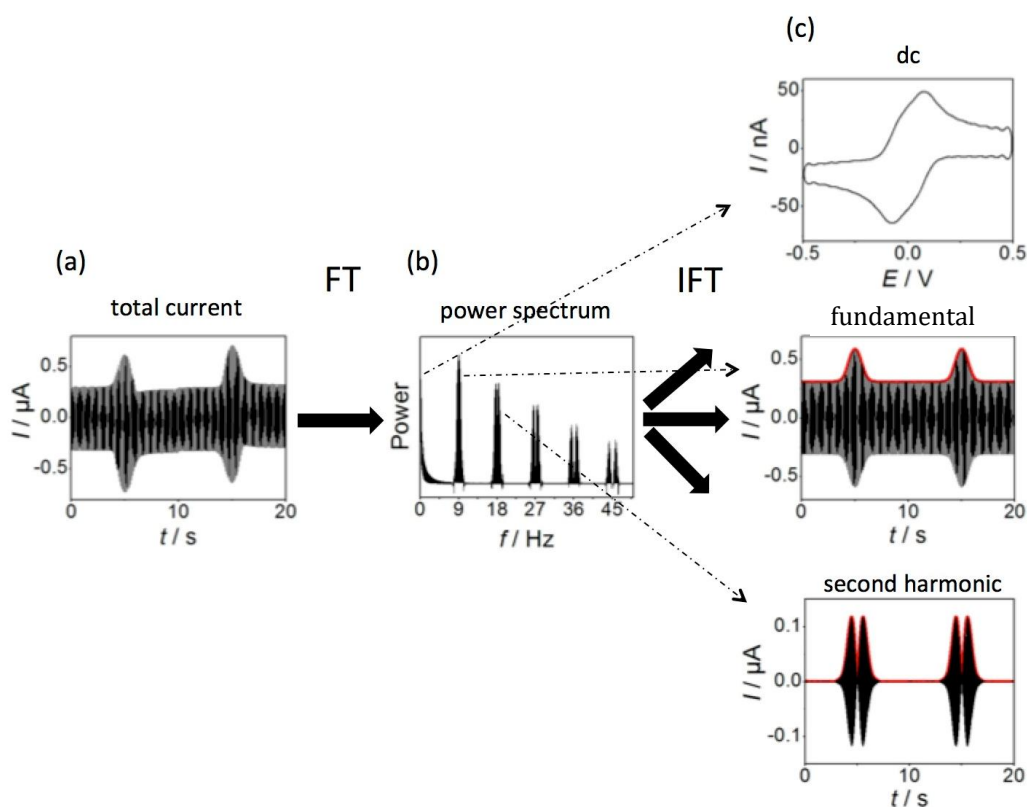 (c)
dc
50
0
-50
I / nA
-0.5 0.0 0.5
E / V
(a)
FT
(b)
IFT
total current
power spectrum
fundamental
0.5
0.0
-0.5
I / μA
0 10 20
t / s
Power
0 9 18 27 36 45
f / Hz
0.5
0.0
-0.5
I / μA
0 10 20
t / s
second harmonic
0.1
0.0
-0.1
I / μA
0 10 20
t / s